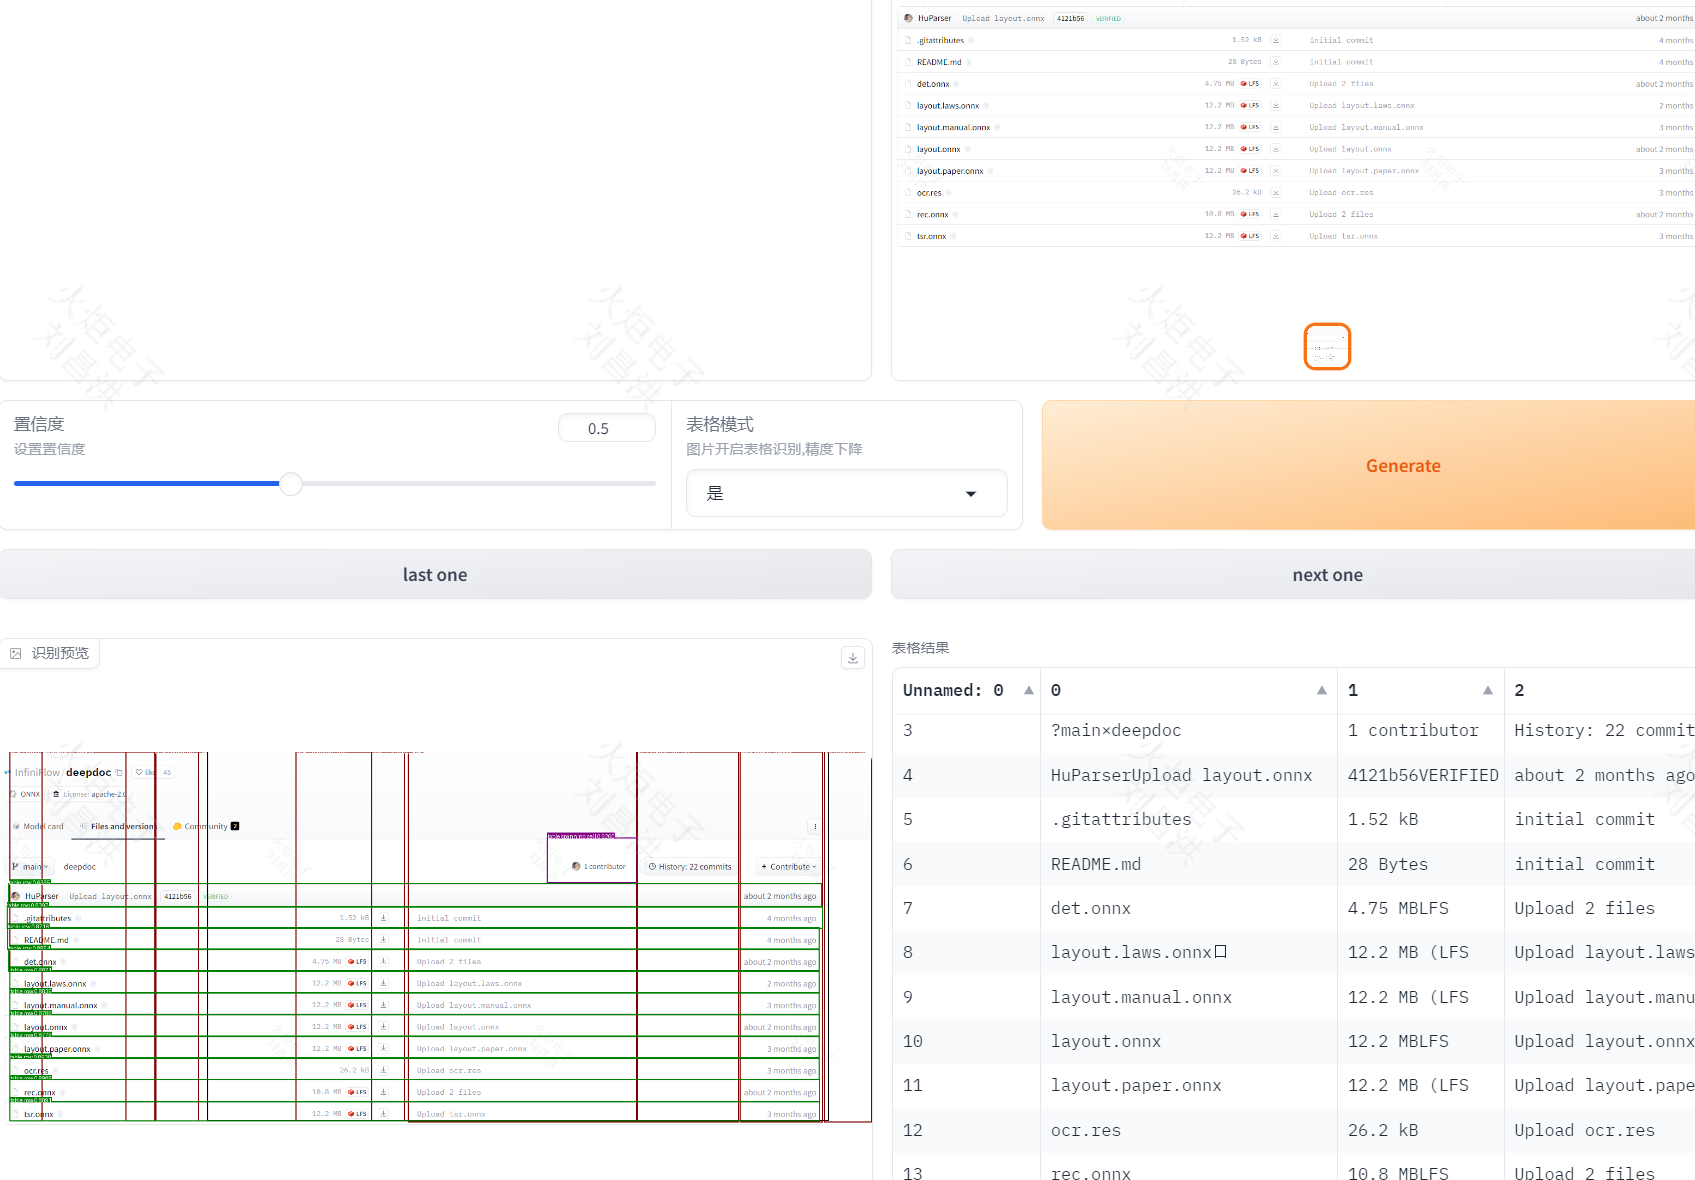 HuParser Upload layout.onnx 4121b56 VERIFIED about 2 months
.gitattributes 1.52 kB initial commit 4 months
README.md 28 Bytes initial commit 4 months
det.onnx 4.75 MB LFS Upload 2 files about 2 months
layout.laws.onnx 12.2 MB LFS Upload layout.laws.onnx 2 months
layout.manual.onnx 12.2 MB LFS Upload layout.manual.onnx 3 months
layout.onnx 12.2 MB LFS Upload layout.onnx about 2 months
layout.paper.onnx 12.2 MB LFS Upload layout.paper.onnx 3 months
ocr.res 26.2 kB Upload ocr.res 3 months
rec.onnx 10.8 MB LFS Upload 2 files about 2 months
tsr.onnx 12.2 MB LFS Upload tsr.onnx 3 months
火炬电子
刘昌洪
置信度
设置置信度
0.5
表格模式
图片开启表格识别,精度下降
是
Generate
last one
next one
识别预览
InfiniFlow/deepdoc like 45
ONNX License: apache-2.0
Model card Files and versions Community 2
main deepdoc 1 contributor History: 22 commits + Contribute
HuParser Upload layout.onnx 4121b56 VERIFIED about 2 months ago
.gitattributes 1.52 kB initial commit 4 months ago
README.md 28 Bytes initial commit 4 months ago
det.onnx 4.75 MB LFS Upload 2 files about 2 months ago
layout.laws.onnx 12.2 MB LFS Upload layout.laws.onnx 2 months ago
layout.manual.onnx 12.2 MB LFS Upload layout.manual.onnx 3 months ago
layout.onnx 12.2 MB LFS Upload layout.onnx about 2 months ago
layout.paper.onnx 12.2 MB LFS Upload layout.paper.onnx 3 months ago
ocr.res 26.2 kB Upload ocr.res 3 months ago
rec.onnx 10.8 MB LFS Upload 2 files about 2 months ago
tsr.onnx 12.2 MB LFS Upload tsr.onnx 3 months ago
表格结果
Unnamed: 0 0 1 2
3 ?main×deepdoc 1 contributor History: 22 commit
4 HuParserUpload layout.onnx 4121b56VERIFIED about 2 months ago
5 .gitattributes 1.52 kB initial commit
6 README.md 28 Bytes initial commit
7 det.onnx 4.75 MBLFS Upload 2 files
8 layout.laws.onnx□ 12.2 MB (LFS Upload layout.laws
9 layout.manual.onnx 12.2 MB (LFS Upload layout.manu
10 layout.onnx 12.2 MBLFS Upload layout.onnx
11 layout.paper.onnx 12.2 MB (LFS Upload layout.pape
12 ocr.res 26.2 kB Upload ocr.res
13 rec.onnx 10.8 MBLFS Upload 2 files